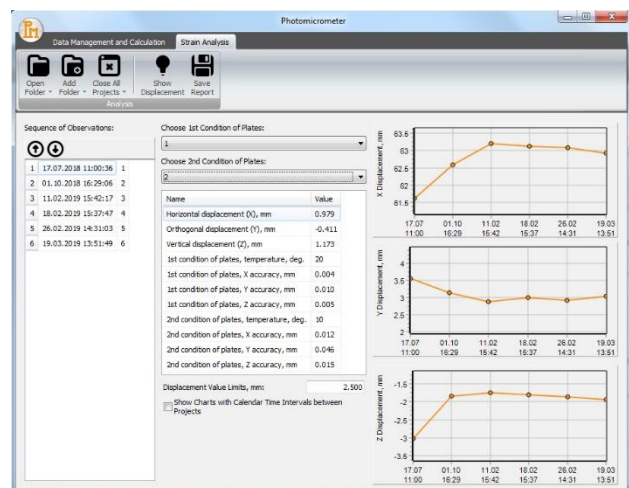 Photomicrometer
PM
Data Management and Calculation Strain Analysis
Open Folder Add Folder Close All Projects Show Displacement Save Report
Analysis
Sequence of Observations:
1 17.07.2018 11:00:36 1
2 01.10.2018 16:29:06 2
3 11.02.2019 15:42:17 3
4 18.02.2019 15:37:47 4
5 26.02.2019 14:31:03 5
6 19.03.2019 13:51:49 6
Choose 1st Condition of Plates:
1
Choose 2nd Condition of Plates:
2
Name Value
Horizontal displacement (X), mm 0.979
Orthogonal displacement (Y), mm -0.411
Vertical displacement (Z), mm 1.173
1st condition of plates, temperature, deg. 20
1st condition of plates, X accuracy, mm 0.004
1st condition of plates, Y accuracy, mm 0.010
1st condition of plates, Z accuracy, mm 0.005
2nd condition of plates, temperature, deg. 10
2nd condition of plates, X accuracy, mm 0.012
2nd condition of plates, Y accuracy, mm 0.046
2nd condition of plates, Z accuracy, mm 0.015
Displacement Value Limits, mm: 2.500
Show Charts with Calendar Time Intervals between
Projects
X Displacement, mm
63.5
63
62.5
62
61.5
17.07 01.10 11.02 18.02 26.02 19.03
11:00 16:29 15:42 15:37 14:31 13:51
Y Displacement, mm
4
3.5
3
2.5
2
17.07 01.10 11.02 18.02 26.02 19.03
11:00 16:29 15:42 15:37 14:31 13:51
Z Displacement, mm
-1.5
-2
-2.5
-3
-3.5
17.07 01.10 11.02 18.02 26.02 19.03
11:00 16:29 15:42 15:37 14:31 13:51